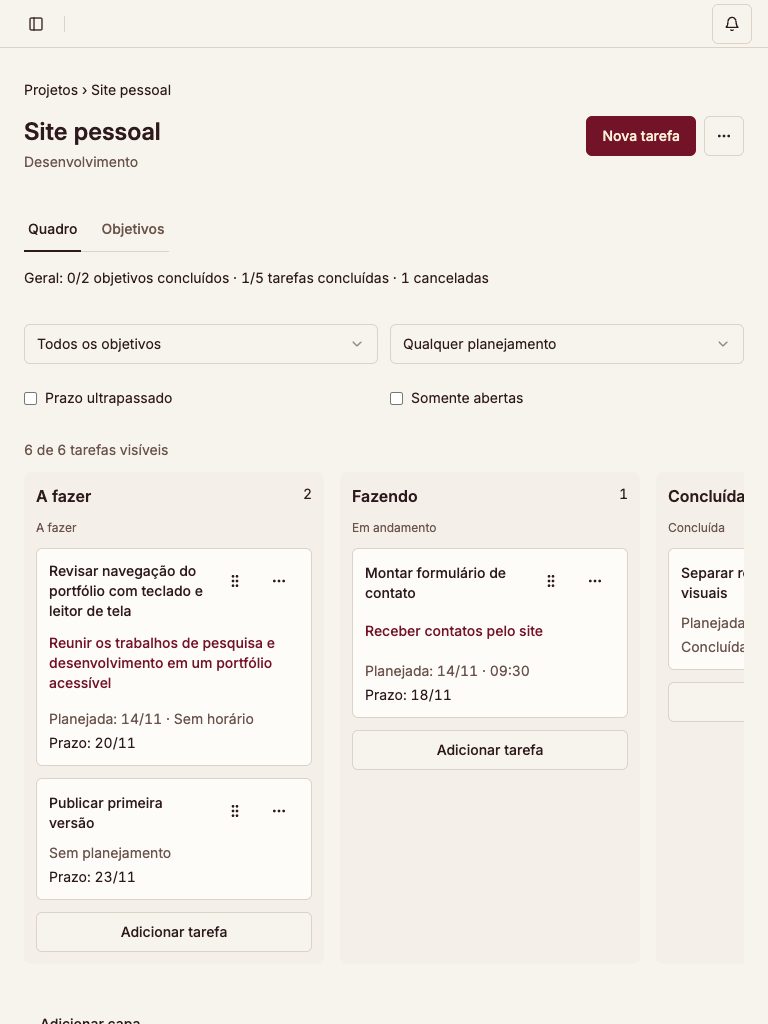 Projetos › Site pessoal
Site pessoal
Desenvolvimento
Nova tarefa
Quadro
Objetivos
Geral: 0/2 objetivos concluídos · 1/5 tarefas concluídas · 1 canceladas
Todos os objetivos
Qualquer planejamento
Prazo ultrapassado
Somente abertas
6 de 6 tarefas visíveis
A fazer
2
A fazer
Revisar navegação do
portfólio com teclado e
leitor de tela
Reunir os trabalhos de pesquisa e
desenvolvimento em um portfólio
acessível
Planejada: 14/11 · Sem horário
Prazo: 20/11
Publicar primeira
versão
Sem planejamento
Prazo: 23/11
Adicionar tarefa
Fazendo
1
Em andamento
Montar formulário de
contato
Receber contatos pelo site
Planejada: 14/11 · 09:30
Prazo: 18/11
Adicionar tarefa
Concluída
Concluída
Separar
visuais
Planejada
Concluída
Adicionar capa